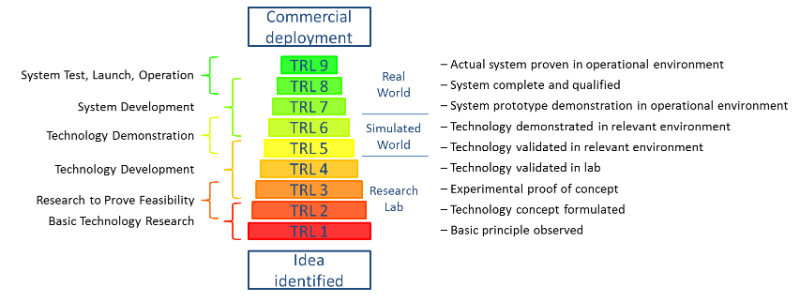 Commercial
deployment
System Test, Launch, Operation
System Development
Technology Demonstration
Technology Development
Research to Prove Feasibility
Basic Technology Research
TRL 9
TRL 8
TRL 7
TRL 6
TRL 5
TRL 4
TRL 3
TRL 2
TRL 1
Real
World
Simulated
World
Research
Lab
– Actual system proven in operational environment
– System complete and qualified
– System prototype demonstration in operational environment
– Technology demonstrated in relevant environment
– Technology validated in relevant environment
– Technology validated in lab
– Experimental proof of concept
– Technology concept formulated
– Basic principle observed
Idea
identified